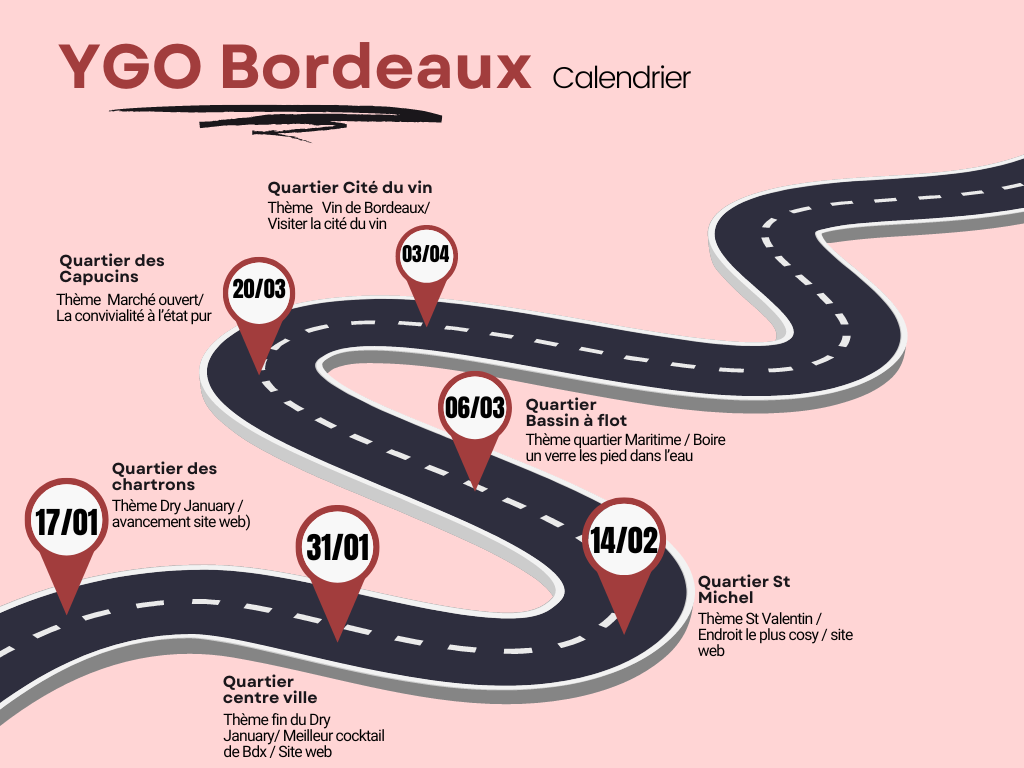 YGO Bordeaux Calendrier
Quartier Cité du vin
Thème Vin de Bordeaux/
Visiter la cité du vin
03/04
Quartier des
Capucins
Thème Marché ouvert/
La convivialité à l'état pur
20/03
06/03
Quartier
Bassin à flot
Thème quartier Maritime / Boire
un verre les pied dans l'eau
Quartier des
chartrons
Thème Dry January /
avancement site web)
17/01
31/01
14/02
Quartier St
Michel
Thème St Valentin /
Endroit le plus cosy / site
web
Quartier
centre ville
Thème fin du Dry
January/ Meilleur cocktail
de Bdx / Site web